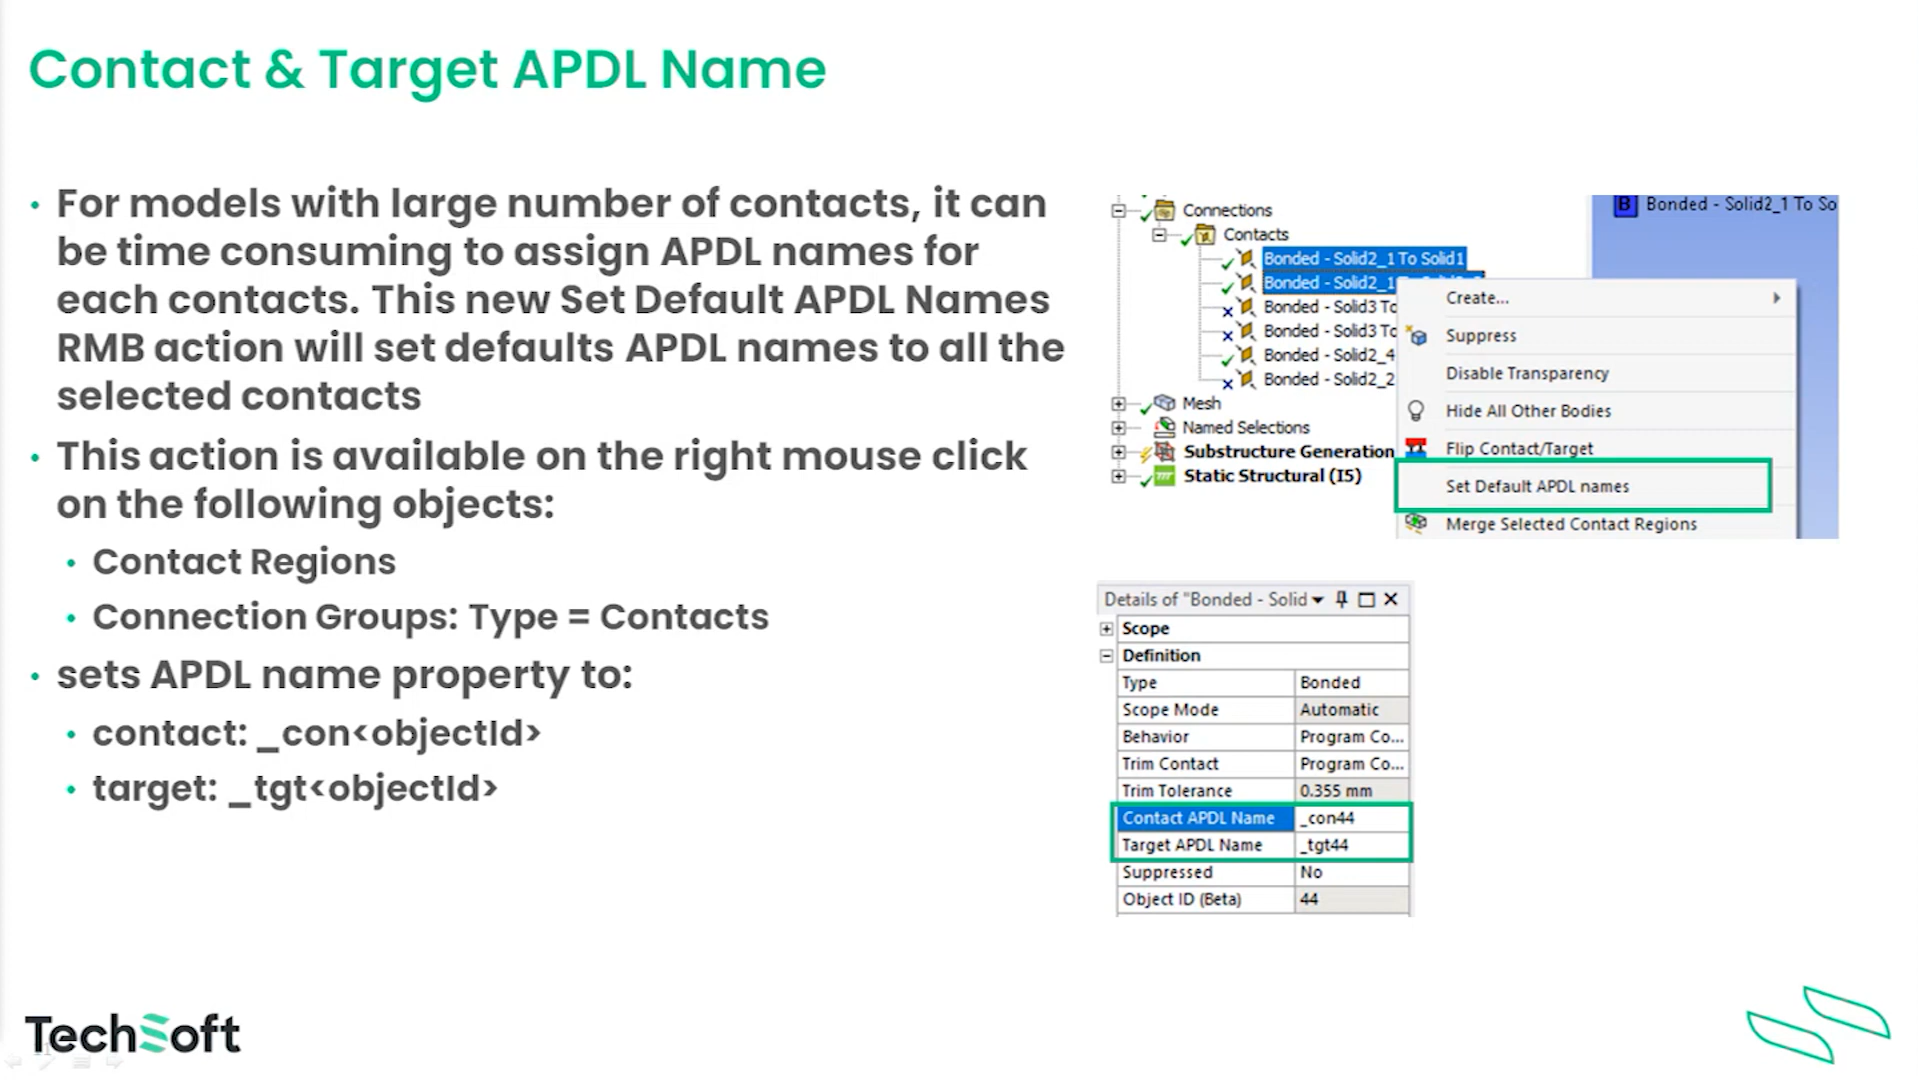 Contact & Target APDL Name
• For models with large number of contacts, it can
be time consuming to assign APDL names for
each contacts. This new Set Default APDL Names
RMB action will set defaults APDL names to all the
selected contacts
• This action is available on the right mouse click
on the following objects:
• Contact Regions
• Connection Groups: Type = Contacts
• sets APDL name property to:
• contact: _con<objectId>
• target: _tgt<objectId>
Connections
Contacts
Bonded - Solid2_1 To Solid1
Bonded - Solid2_1
Bonded - Solid3 To
Bonded - Solid3 To
Bonded - Solid2_4
Bonded - Solid2_2
Mesh
Named Selections
Substructure Generation
Static Structural (I5)
B Bonded - Solid2_1 To So
Create...
Suppress
Disable Transparency
Hide All Other Bodies
Flip Contact/Target
Set Default APDL names
Merge Selected Contact Regions
Details of "Bonded - Solid
Scope
Definition
Type Bonded
Scope Mode Automatic
Behavior Program Co...
Trim Contact Program Co...
Trim Tolerance 0.355 mm
Contact APDL Name _con44
Target APDL Name _tgt44
Suppressed No
Object ID (Beta) 44
TechSoft